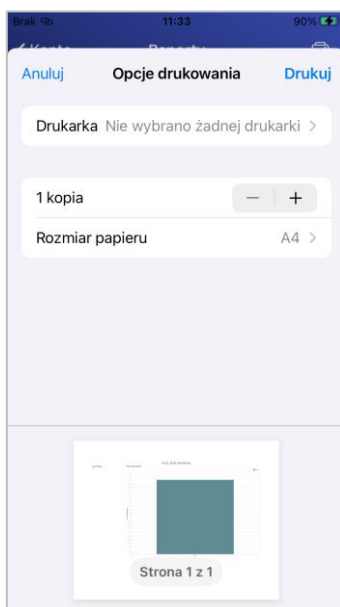 Brak 11:33 90%
Konto Raporty
Anuluj Opcje drukowania Drukuj
Drukarka Nie wybrano żadnej drukarki
1 kopia
Rozmiar papieru A4
Strona 1 z 1